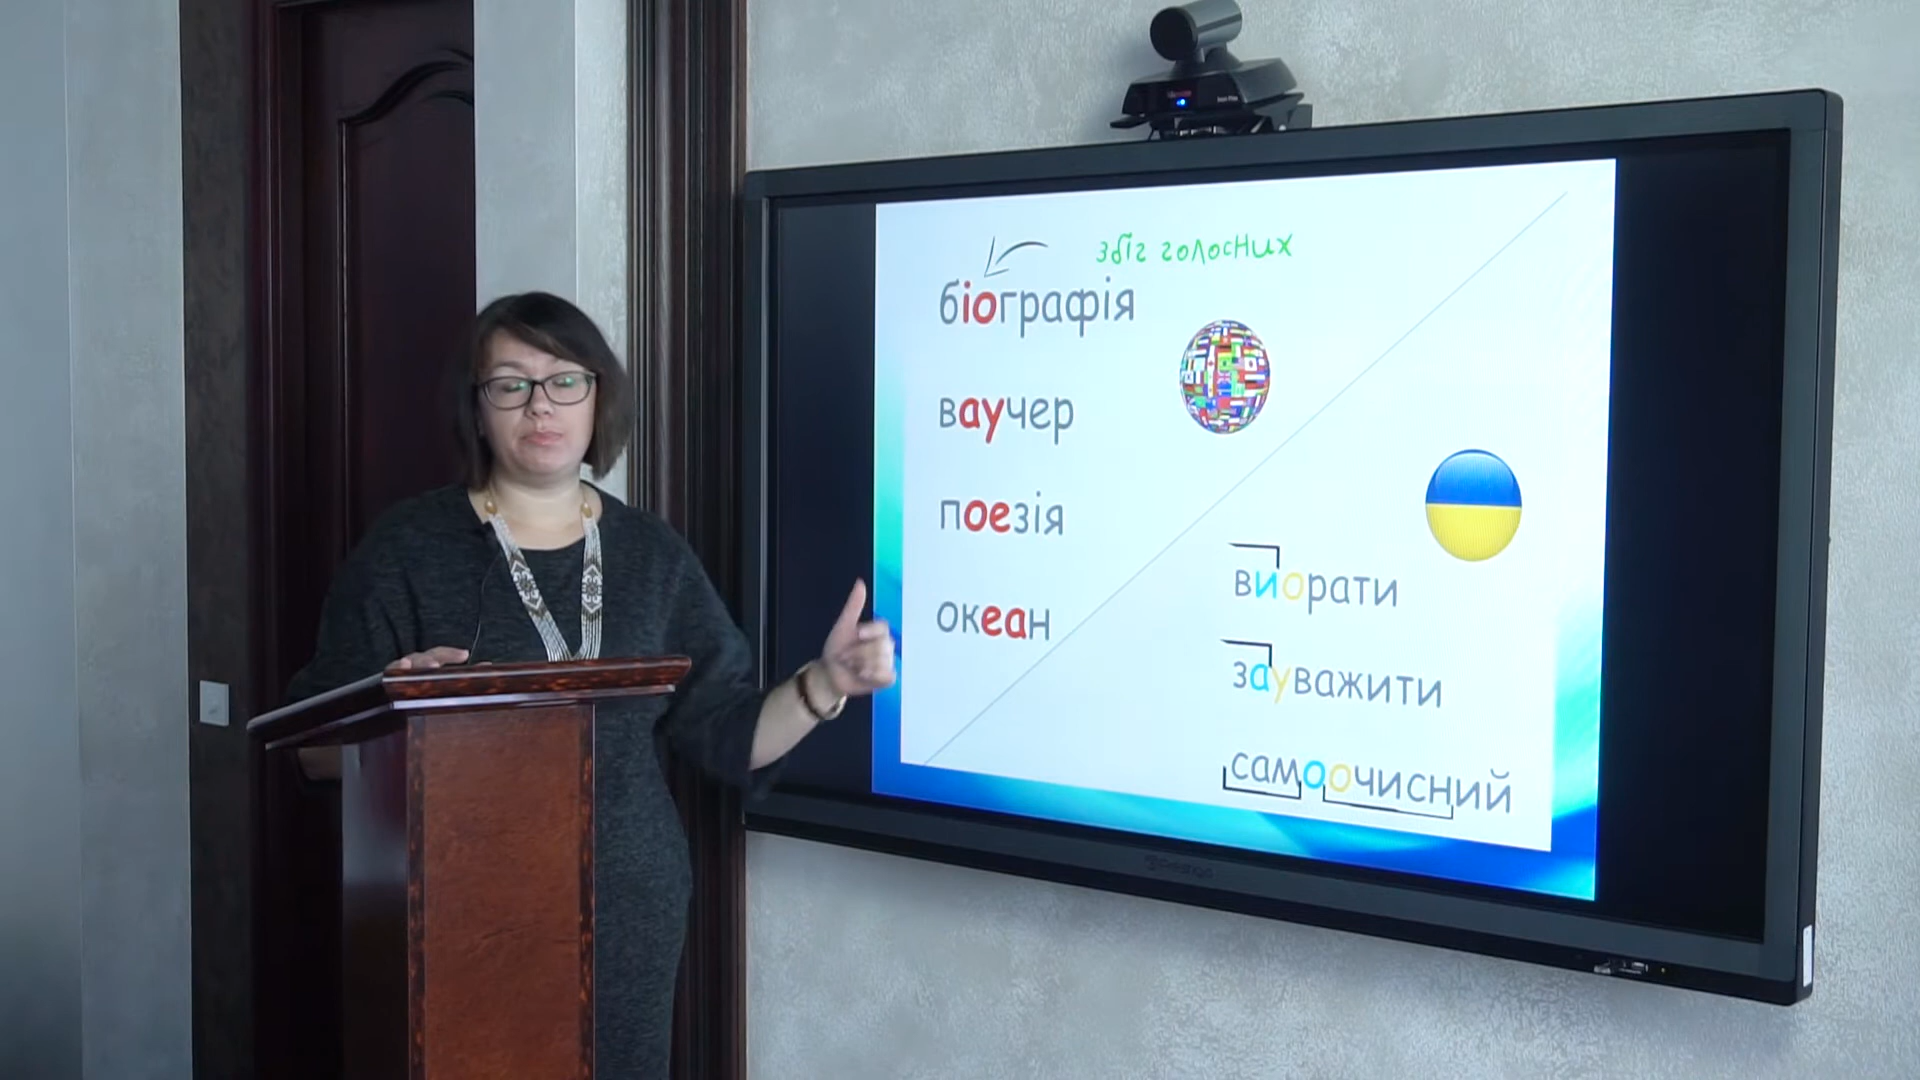 збіг голосних
біографія
ваучер
поезія
океан
виорати
зауважити
самоочисний